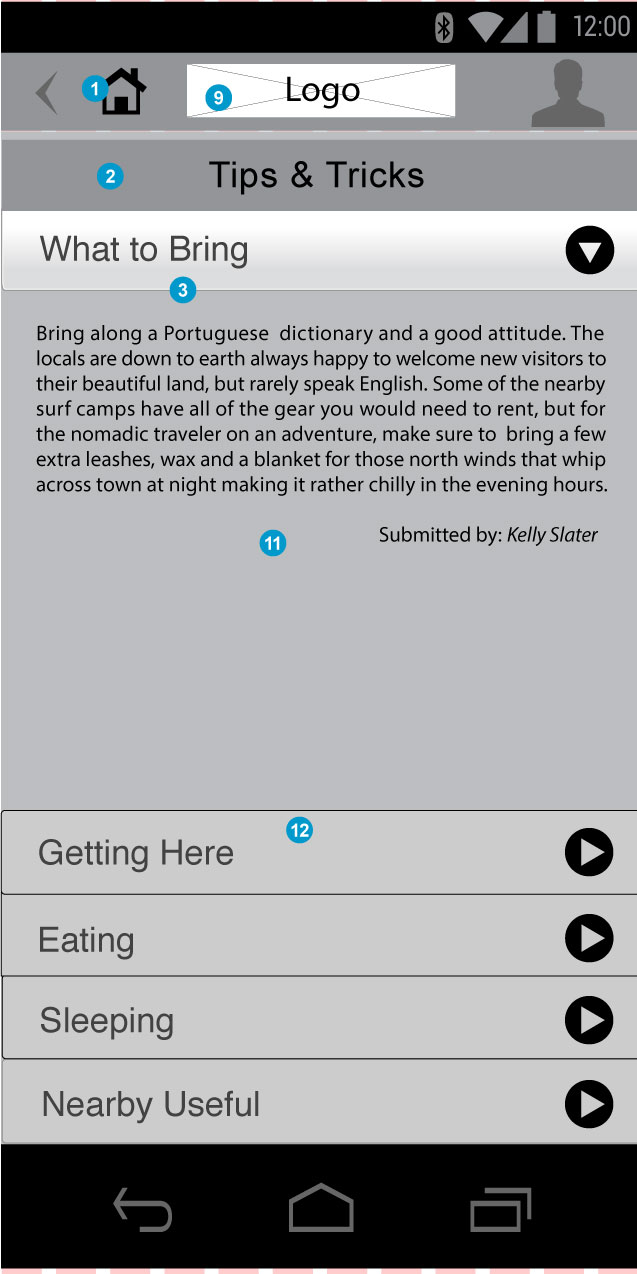 12:00
1
9
Logo
2
Tips & Tricks
What to Bring
3
Bring along a Portuguese dictionary and a good attitude. The
locals are down to earth always happy to welcome new visitors to
their beautiful land, but rarely speak English. Some of the nearby
surf camps have all of the gear you would need to rent, but for
the nomadic traveler on an adventure, make sure to bring a few
extra leashes, wax and a blanket for those north winds that whip
across town at night making it rather chilly in the evening hours.
11
Submitted by: Kelly Slater
12
Getting Here
Eating
Sleeping
Nearby Useful